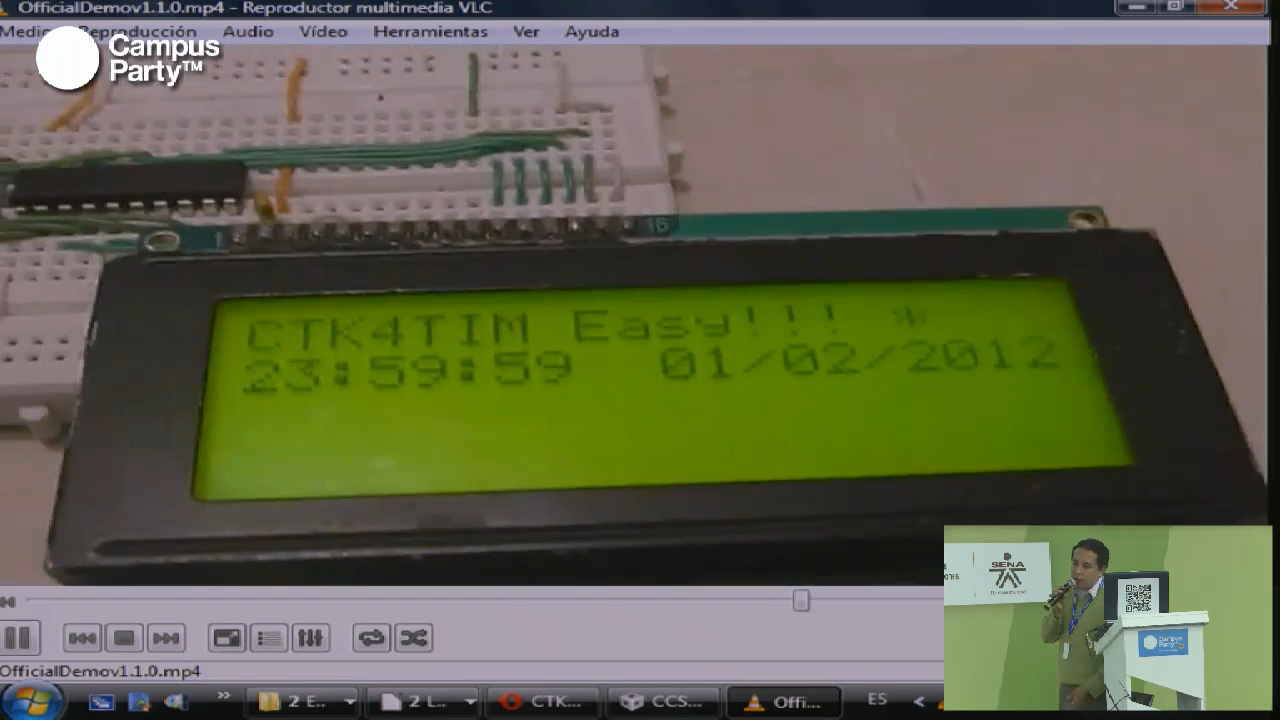 OfficialDemov1.1.0.mp4 - Reproductor multimedia VLC
Medio Reproducción Audio Vídeo Herramientas Ver Ayuda
Campus
Party™
1
16
CTK4TIM Easy!!! *
23:59:59 01/02/2012
SENA
Campus
Party
OfficialDemov1.1.0.mp4
2 E.. 2 L.. CTK... CCS... Offi... ES